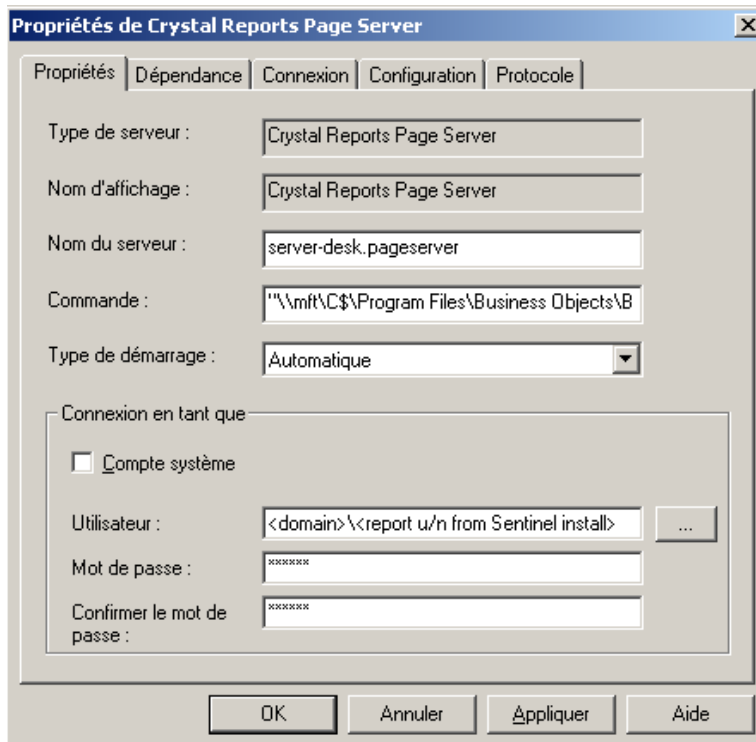 Propriétés de Crystal Reports Page Server
Propriétés Dépendance Connexion Configuration Protocole
Type de serveur : Crystal Reports Page Server
Nom d'affichage : Crystal Reports Page Server
Nom du serveur : server-desk.pageserver
Commande : "\\mft\C$\Program Files\Business Objects\B
Type de démarrage : Automatique
Connexion en tant que
Compte système
Utilisateur : <domain>\<report u/n from Sentinel install> ...
Mot de passe : ******
Confirmer le mot de ******
passe :
OK Annuler Appliquer Aide